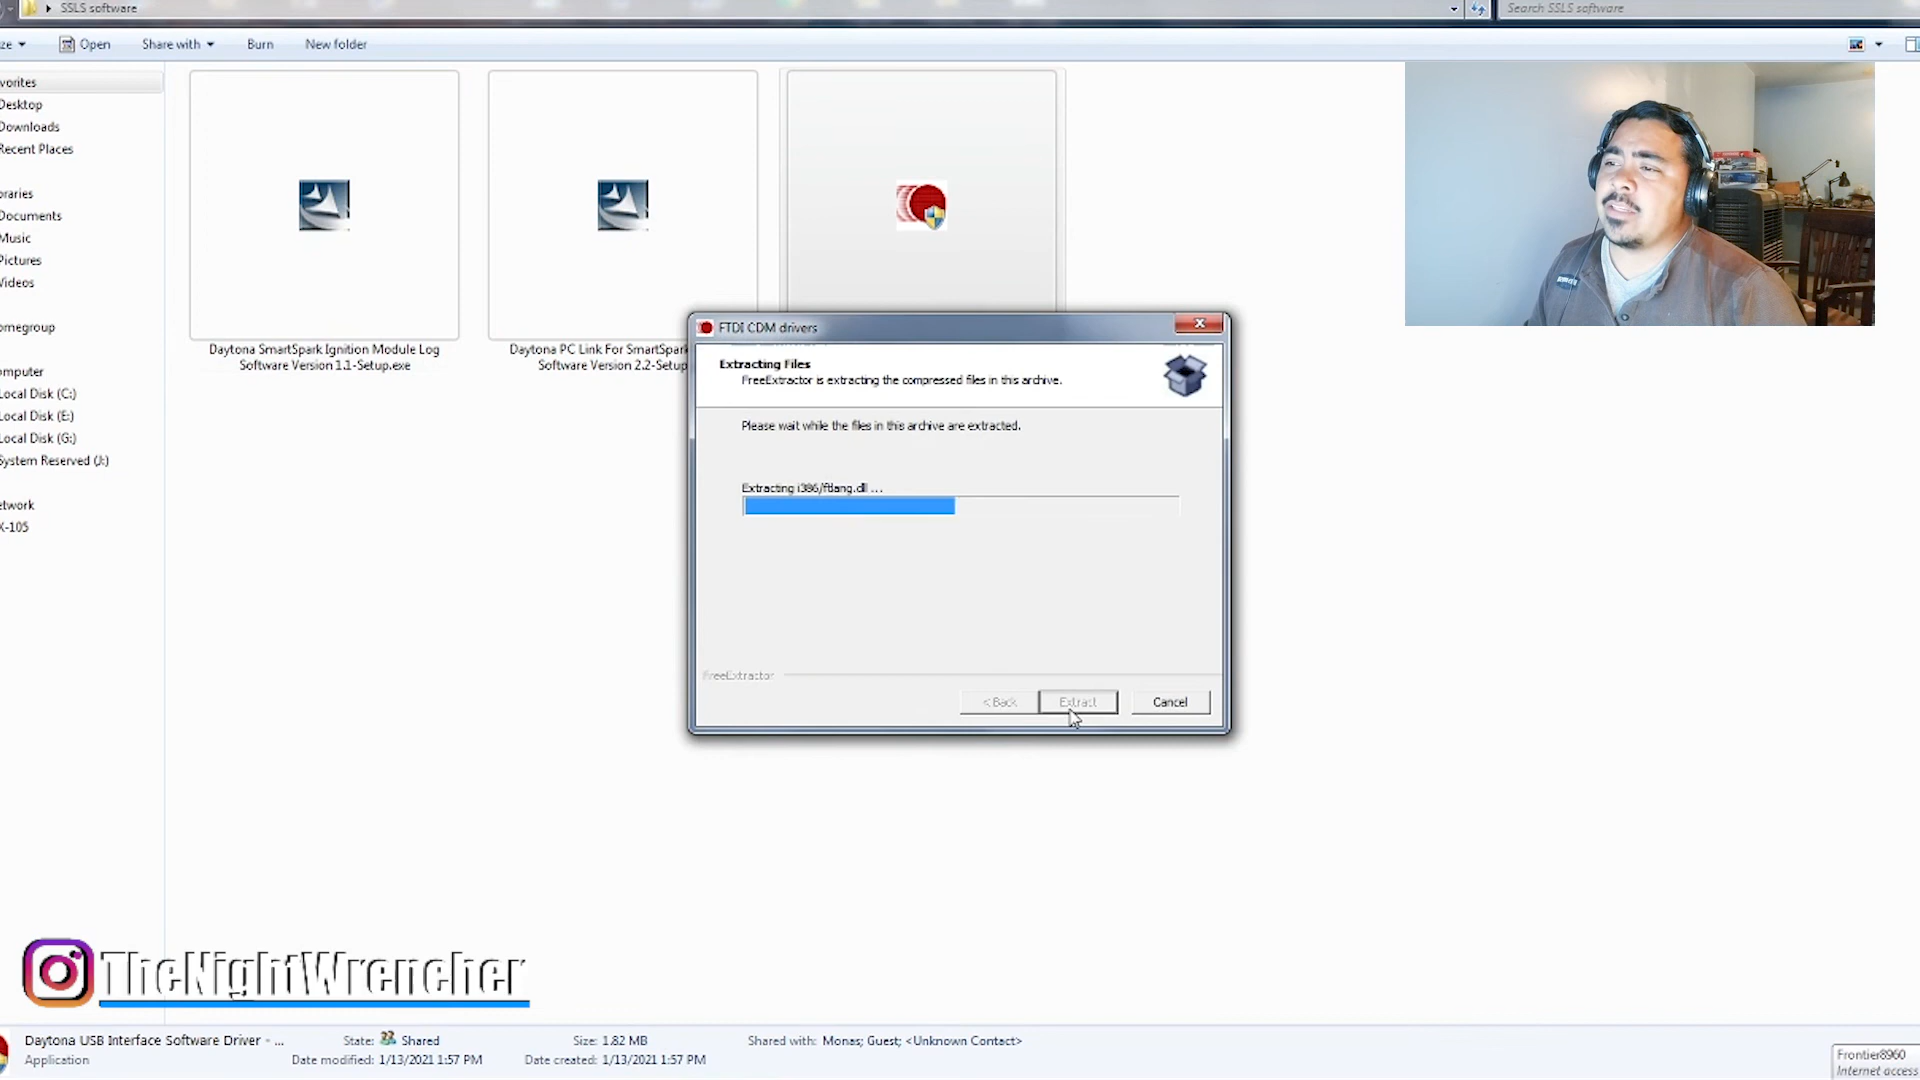 SSLS software
Search SSLS software
ze
Open
Share with
Burn
New folder
vorites
Desktop
Downloads
Recent Places
braries
Documents
Music
Pictures
Videos
omegroup
omputer
Local Disk (C:)
Local Disk (E:)
Local Disk (G:)
System Reserved (J:)
etwork
X-105
Daytona SmartSpark Ignition Module Log
Software Version 1.1-Setup.exe
Daytona PC Link For SmartSpark
Software Version 2.2-Setup
FTDI CDM drivers
Extracting Files
FreeExtractor is extracting the compressed files in this archive.
Please wait while the files in this archive are extracted.
Extracting i386/ftlang.dll ...
FreeExtractor
< Back
Extract
Cancel
TheNightWrencher
Daytona USB Interface Software Driver - ...
State: Shared
Size: 1.82 MB
Shared with: Monas; Guest; <Unknown Contact>
Application
Date modified: 1/13/2021 1:57 PM
Date created: 1/13/2021 1:57 PM
Frontier8960
Internet access